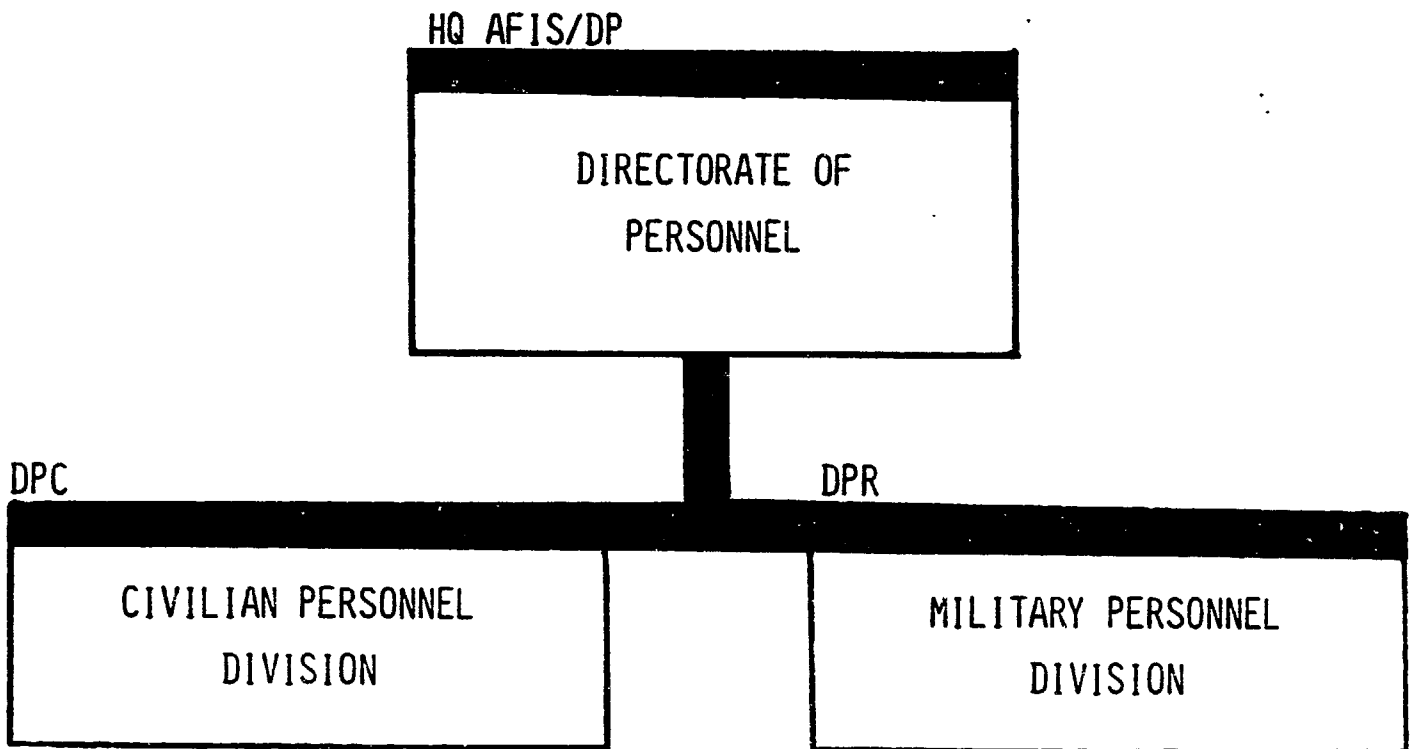 HQ AFIS/DP
DIRECTORATE OF
PERSONNEL
DPC
DPR
CIVILIAN PERSONNEL
DIVISION
MILITARY PERSONNEL
DIVISION